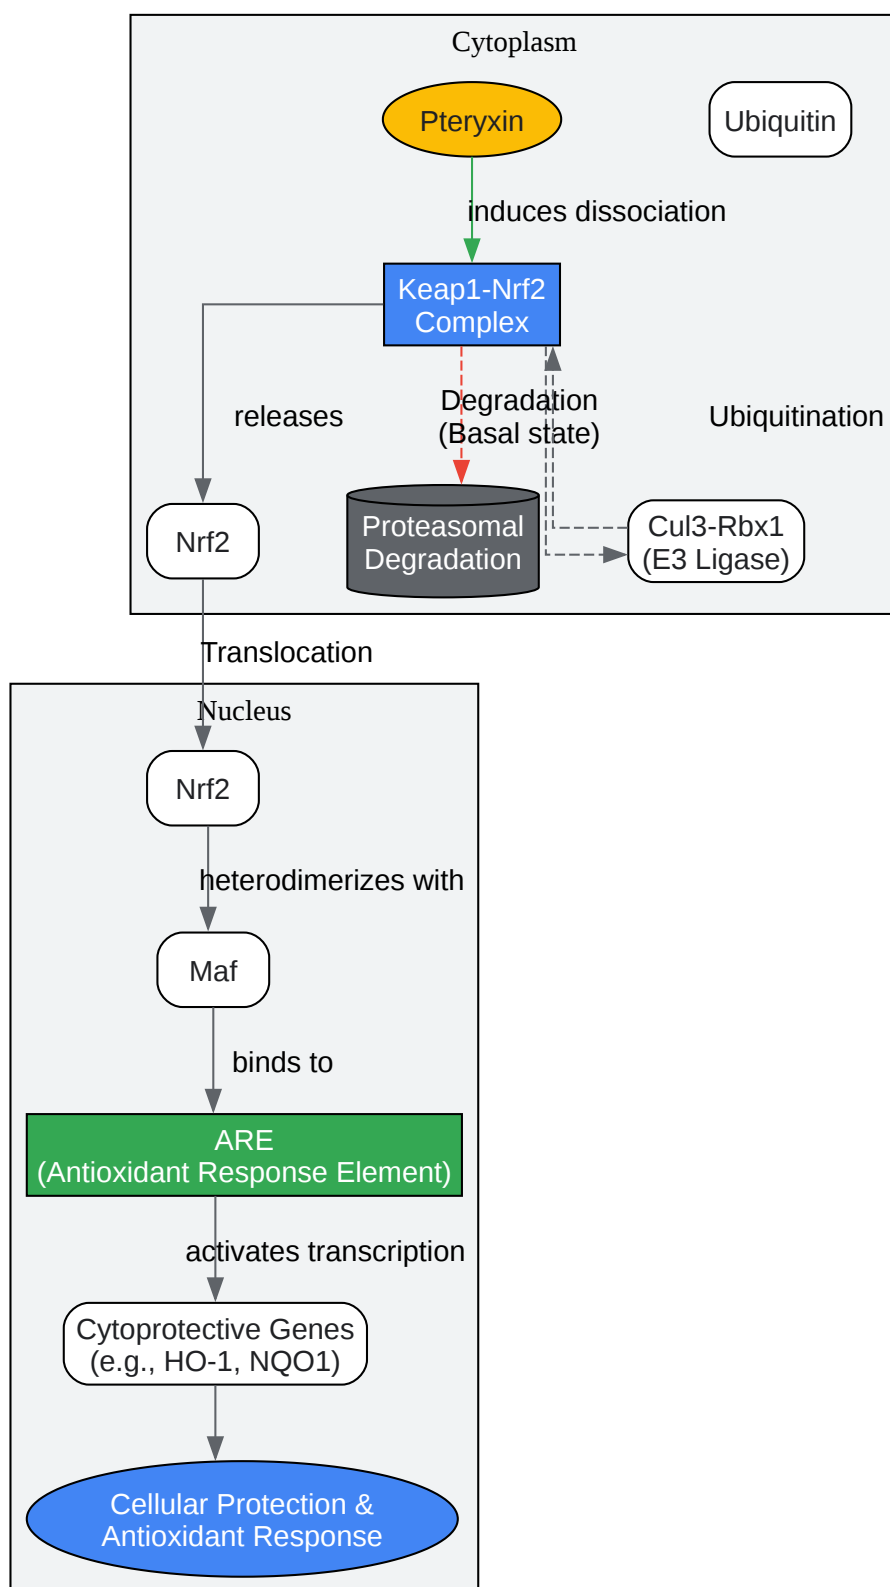 Cytoplasm
Pteryxin
Ubiquitin
induces dissociation
Keap1-Nrf2
Complex
releases
Degradation
(Basal state)
Ubiquitination
Nrf2
Proteasomal
Degradation
Cul3-Rbx1
(E3 Ligase)
Translocation
Nucleus
Nrf2
heterodimerizes with
Maf
binds to
ARE
(Antioxidant Response Element)
activates transcription
Cytoprotective Genes
(e.g., HO-1, NQO1)
Cellular Protection &
Antioxidant Response